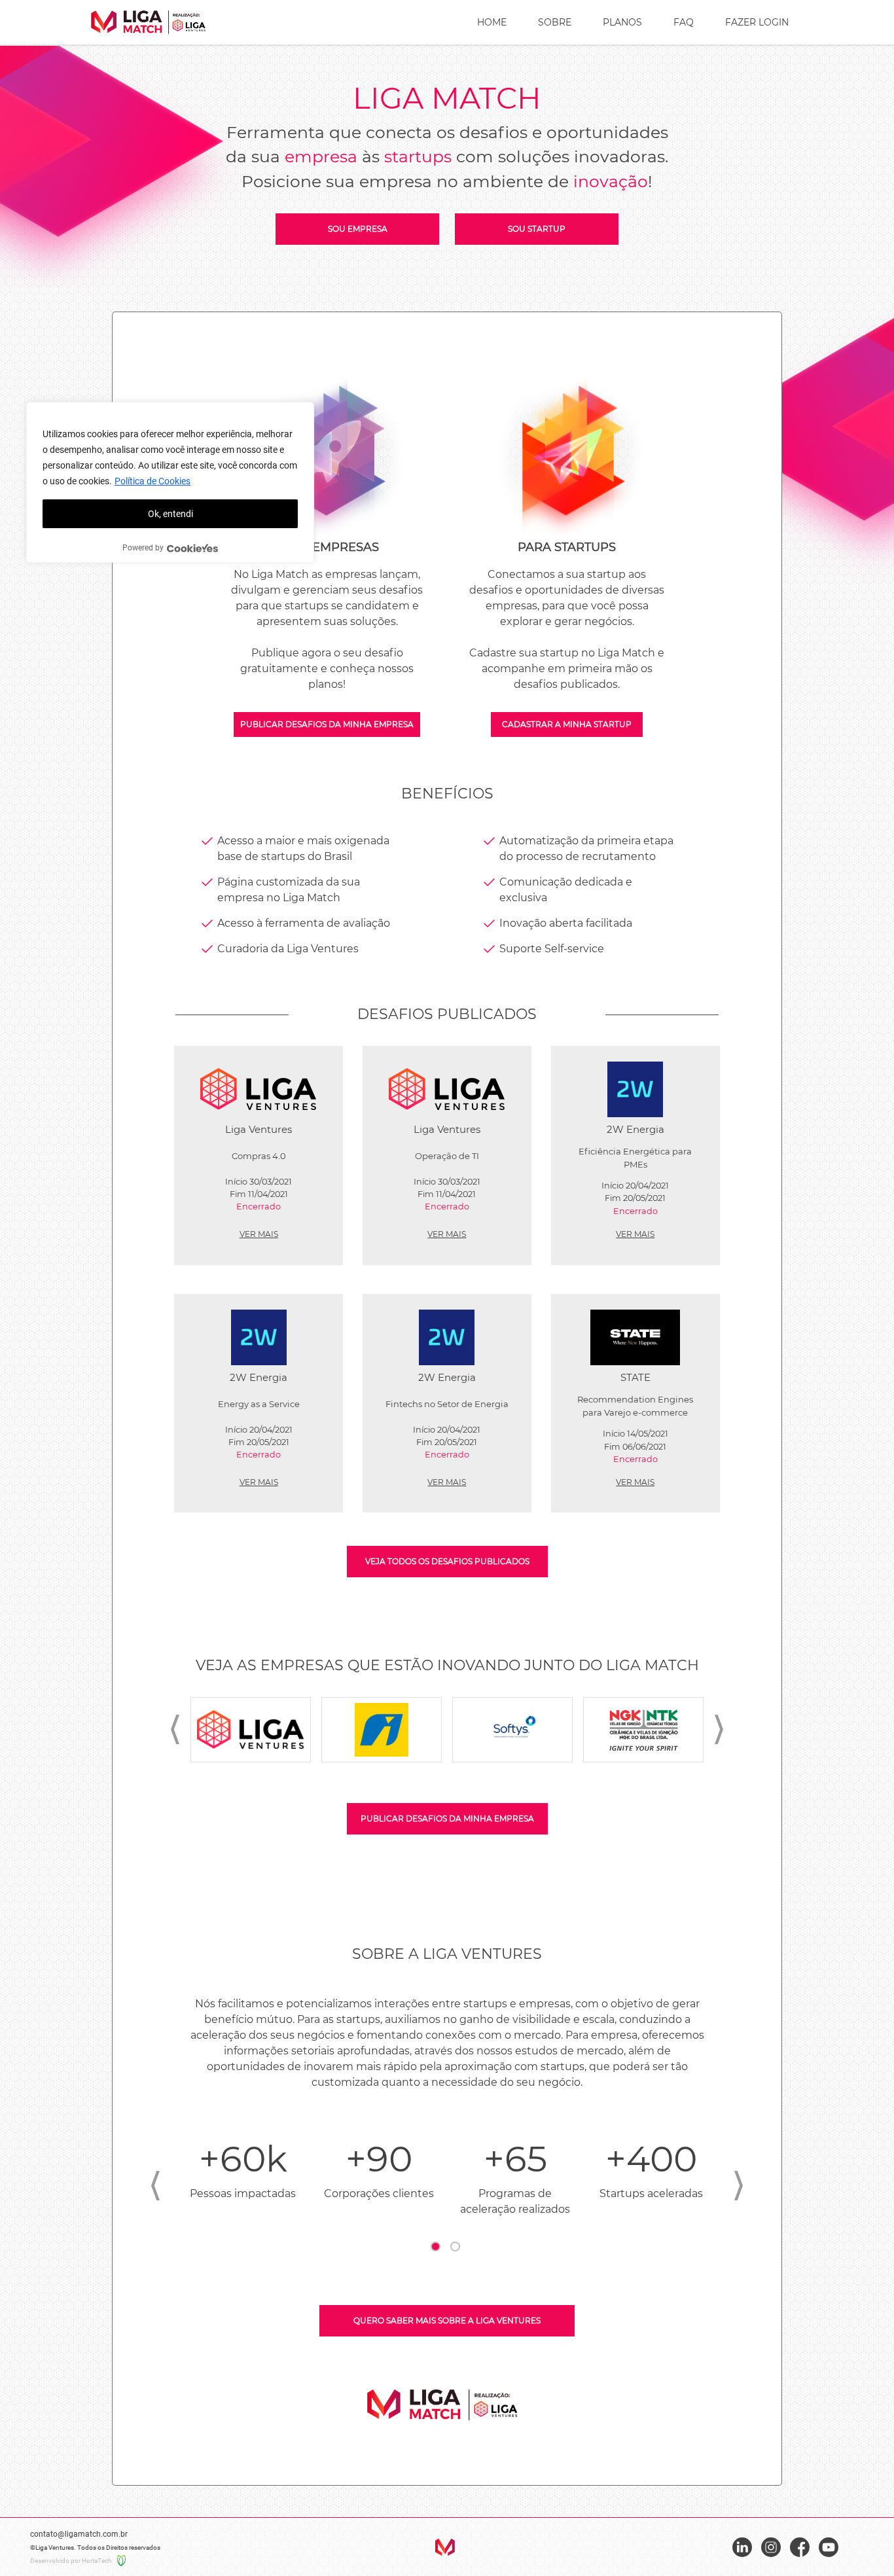 LIGA MATCH
REALIZAÇÃO:
LIGA VENTURES
HOME
SOBRE
PLANOS
FAQ
FAZER LOGIN
LIGA MATCH
Ferramenta que conecta os desafios e oportunidades
da sua empresa às startups com soluções inovadoras.
Posicione sua empresa no ambiente de inovação!
SOU EMPRESA
SOU STARTUP
Utilizamos cookies para oferecer melhor experiência, melhorar
o desempenho, analisar como você interage em nosso site e
personalizar conteúdo. Ao utilizar este site, você concorda com
o uso de cookies. Política de Cookies
Ok, entendi
Powered by CookieYes
EMPRESAS
No Liga Match as empresas lançam,
divulgam e gerenciam seus desafios
para que startups se candidatem e
apresentem suas soluções.
Publique agora o seu desafio
gratuitamente e conheça nossos
planos!
PUBLICAR DESAFIOS DA MINHA EMPRESA
PARA STARTUPS
Conectamos a sua startup aos
desafios e oportunidades de diversas
empresas, para que você possa
explorar e gerar negócios.
Cadastre sua startup no Liga Match e
acompanhe em primeira mão os
desafios publicados.
CADASTRAR A MINHA STARTUP
BENEFÍCIOS
Acesso a maior e mais oxigenada
base de startups do Brasil
Página customizada da sua
empresa no Liga Match
Acesso à ferramenta de avaliação
Curadoria da Liga Ventures
Automatização da primeira etapa
do processo de recrutamento
Comunicação dedicada e
exclusiva
Inovação aberta facilitada
Suporte Self-service
DESAFIOS PUBLICADOS
LIGA
VENTURES
Liga Ventures
Compras 4.0
Início 30/03/2021
Fim 11/04/2021
Encerrado
VER MAIS
LIGA
VENTURES
Liga Ventures
Operação de TI
Início 30/03/2021
Fim 11/04/2021
Encerrado
VER MAIS
2W
2W Energia
Eficiência Energética para
PMEs
Início 20/04/2021
Fim 20/05/2021
Encerrado
VER MAIS
2W
2W Energia
Energy as a Service
Início 20/04/2021
Fim 20/05/2021
Encerrado
VER MAIS
2W
2W Energia
Fintechs no Setor de Energia
Início 20/04/2021
Fim 20/05/2021
Encerrado
VER MAIS
STATE
Where New Happens.
STATE
Recommendation Engines
para Varejo e-commerce
Início 14/05/2021
Fim 06/06/2021
Encerrado
VER MAIS
VEJA TODOS OS DESAFIOS PUBLICADOS
VEJA AS EMPRESAS QUE ESTÃO INOVANDO JUNTO DO LIGA MATCH
LIGA
VENTURES
Softys
NGK NTK
VELAS DE IGNIÇÃO CERÂMICAS TÉCNICAS
CERÂMICA E VELAS DE IGNIÇÃO
NGK DO BRASIL LTDA.
IGNITE YOUR SPIRIT
PUBLICAR DESAFIOS DA MINHA EMPRESA
SOBRE A LIGA VENTURES
Nós facilitamos e potencializamos interações entre startups e empresas, com o objetivo de gerar
benefício mútuo. Para as startups, auxiliamos no ganho de visibilidade e escala, conduzindo a
aceleração dos seus negócios e fomentando conexões com o mercado. Para empresa, oferecemos
informações setoriais aprofundadas, através dos nossos estudos de mercado, além de
oportunidades de inovarem mais rápido pela aproximação com startups, que poderá ser tão
customizada quanto a necessidade do seu negócio.
+60k
Pessoas impactadas
+90
Corporações clientes
+65
Programas de
aceleração realizados
+400
Startups aceleradas
QUERO SABER MAIS SOBRE A LIGA VENTURES
LIGA MATCH
REALIZAÇÃO:
LIGA VENTURES
contato@ligamatch.com.br
©Liga Ventures. Todos os Direitos reservados
Desenvolvido por HortaTech